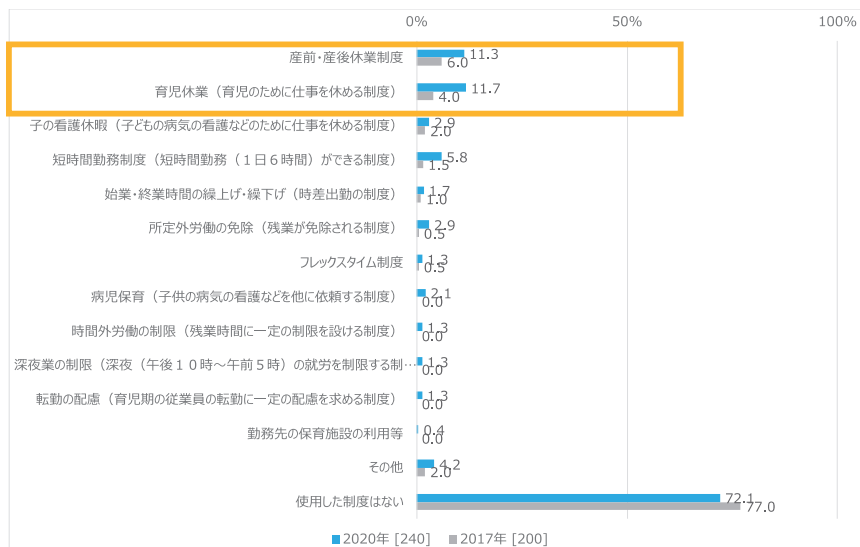 0% 50% 100%
産前・産後休業制度 11.3
6.0
育児休業（育児のために仕事を休める制度） 11.7
4.0
子の看護休暇（子どもの病気の看護などのために仕事を休める制度） 2.9
2.0
短時間勤務制度（短時間勤務（１日６時間）ができる制度） 5.8
1.5
始業・終業時間の繰上げ・繰下げ（時差出勤の制度） 1.7
1.0
所定外労働の免除（残業が免除される制度） 2.9
0.5
フレックスタイム制度 1.3
0.5
病児保育（子供の病気の看護などを他に依頼する制度） 2.1
0.0
時間外労働の制限（残業時間に一定の制限を設ける制度） 1.3
0.0
深夜業の制限（深夜（午後１０時～午前５時）の就労を制限する制… 1.3
0.0
転勤の配慮（育児期の従業員の転勤に一定の配慮を求める制度） 1.3
0.0
勤務先の保育施設の利用等 0.4
0.0
その他 4.2
2.0
使用した制度はない 72.1
77.0
2020年 [240] 2017年 [200]